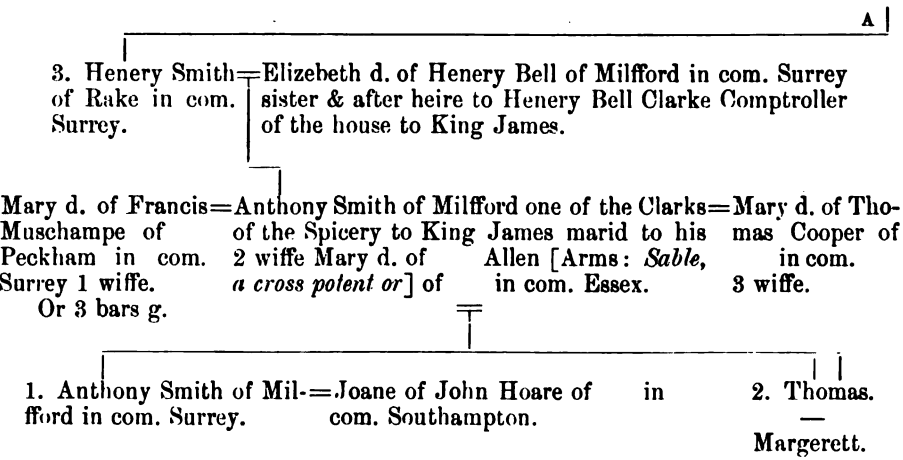 A
3. Henery Smith=Elizebeth d. of Henery Bell of Milfford in com. Surrey
of Rake in com. sister & after heire to Henery Bell Clarke Comptroller
Surrey. of the house to King James.
Mary d. of Francis=Anthony Smith of Milfford one of the Clarks=Mary d. of Tho-
Muschampe of of the Spicery to King James marid to his mas Cooper of
Peckham in com. 2 wiffe Mary d. of Allen [Arms: Sable, in com.
Surrey 1 wiffe. a cross potent or] of in com. Essex. 3 wiffe.
Or 3 bars g.
1. Anthony Smith of Mil-=Joane of John Hoare of in 2. Thomas.
fford in com. Surrey. com. Southampton. —
Margerett.